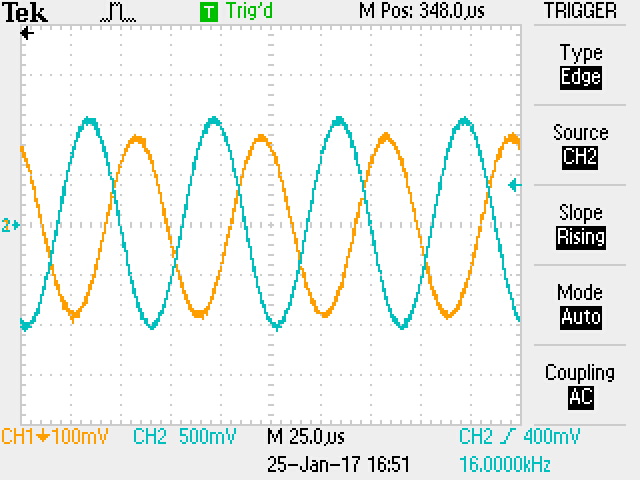 Tek T Trig'd M Pos: 348.0µs TRIGGER
Type
Edge
Source
CH2
Slope
Rising
Mode
Auto
Coupling
AC
2
CH1 100mV CH2 500mV M 25.0µs CH2 400mV
25-Jan-17 16:51 16.0000kHz